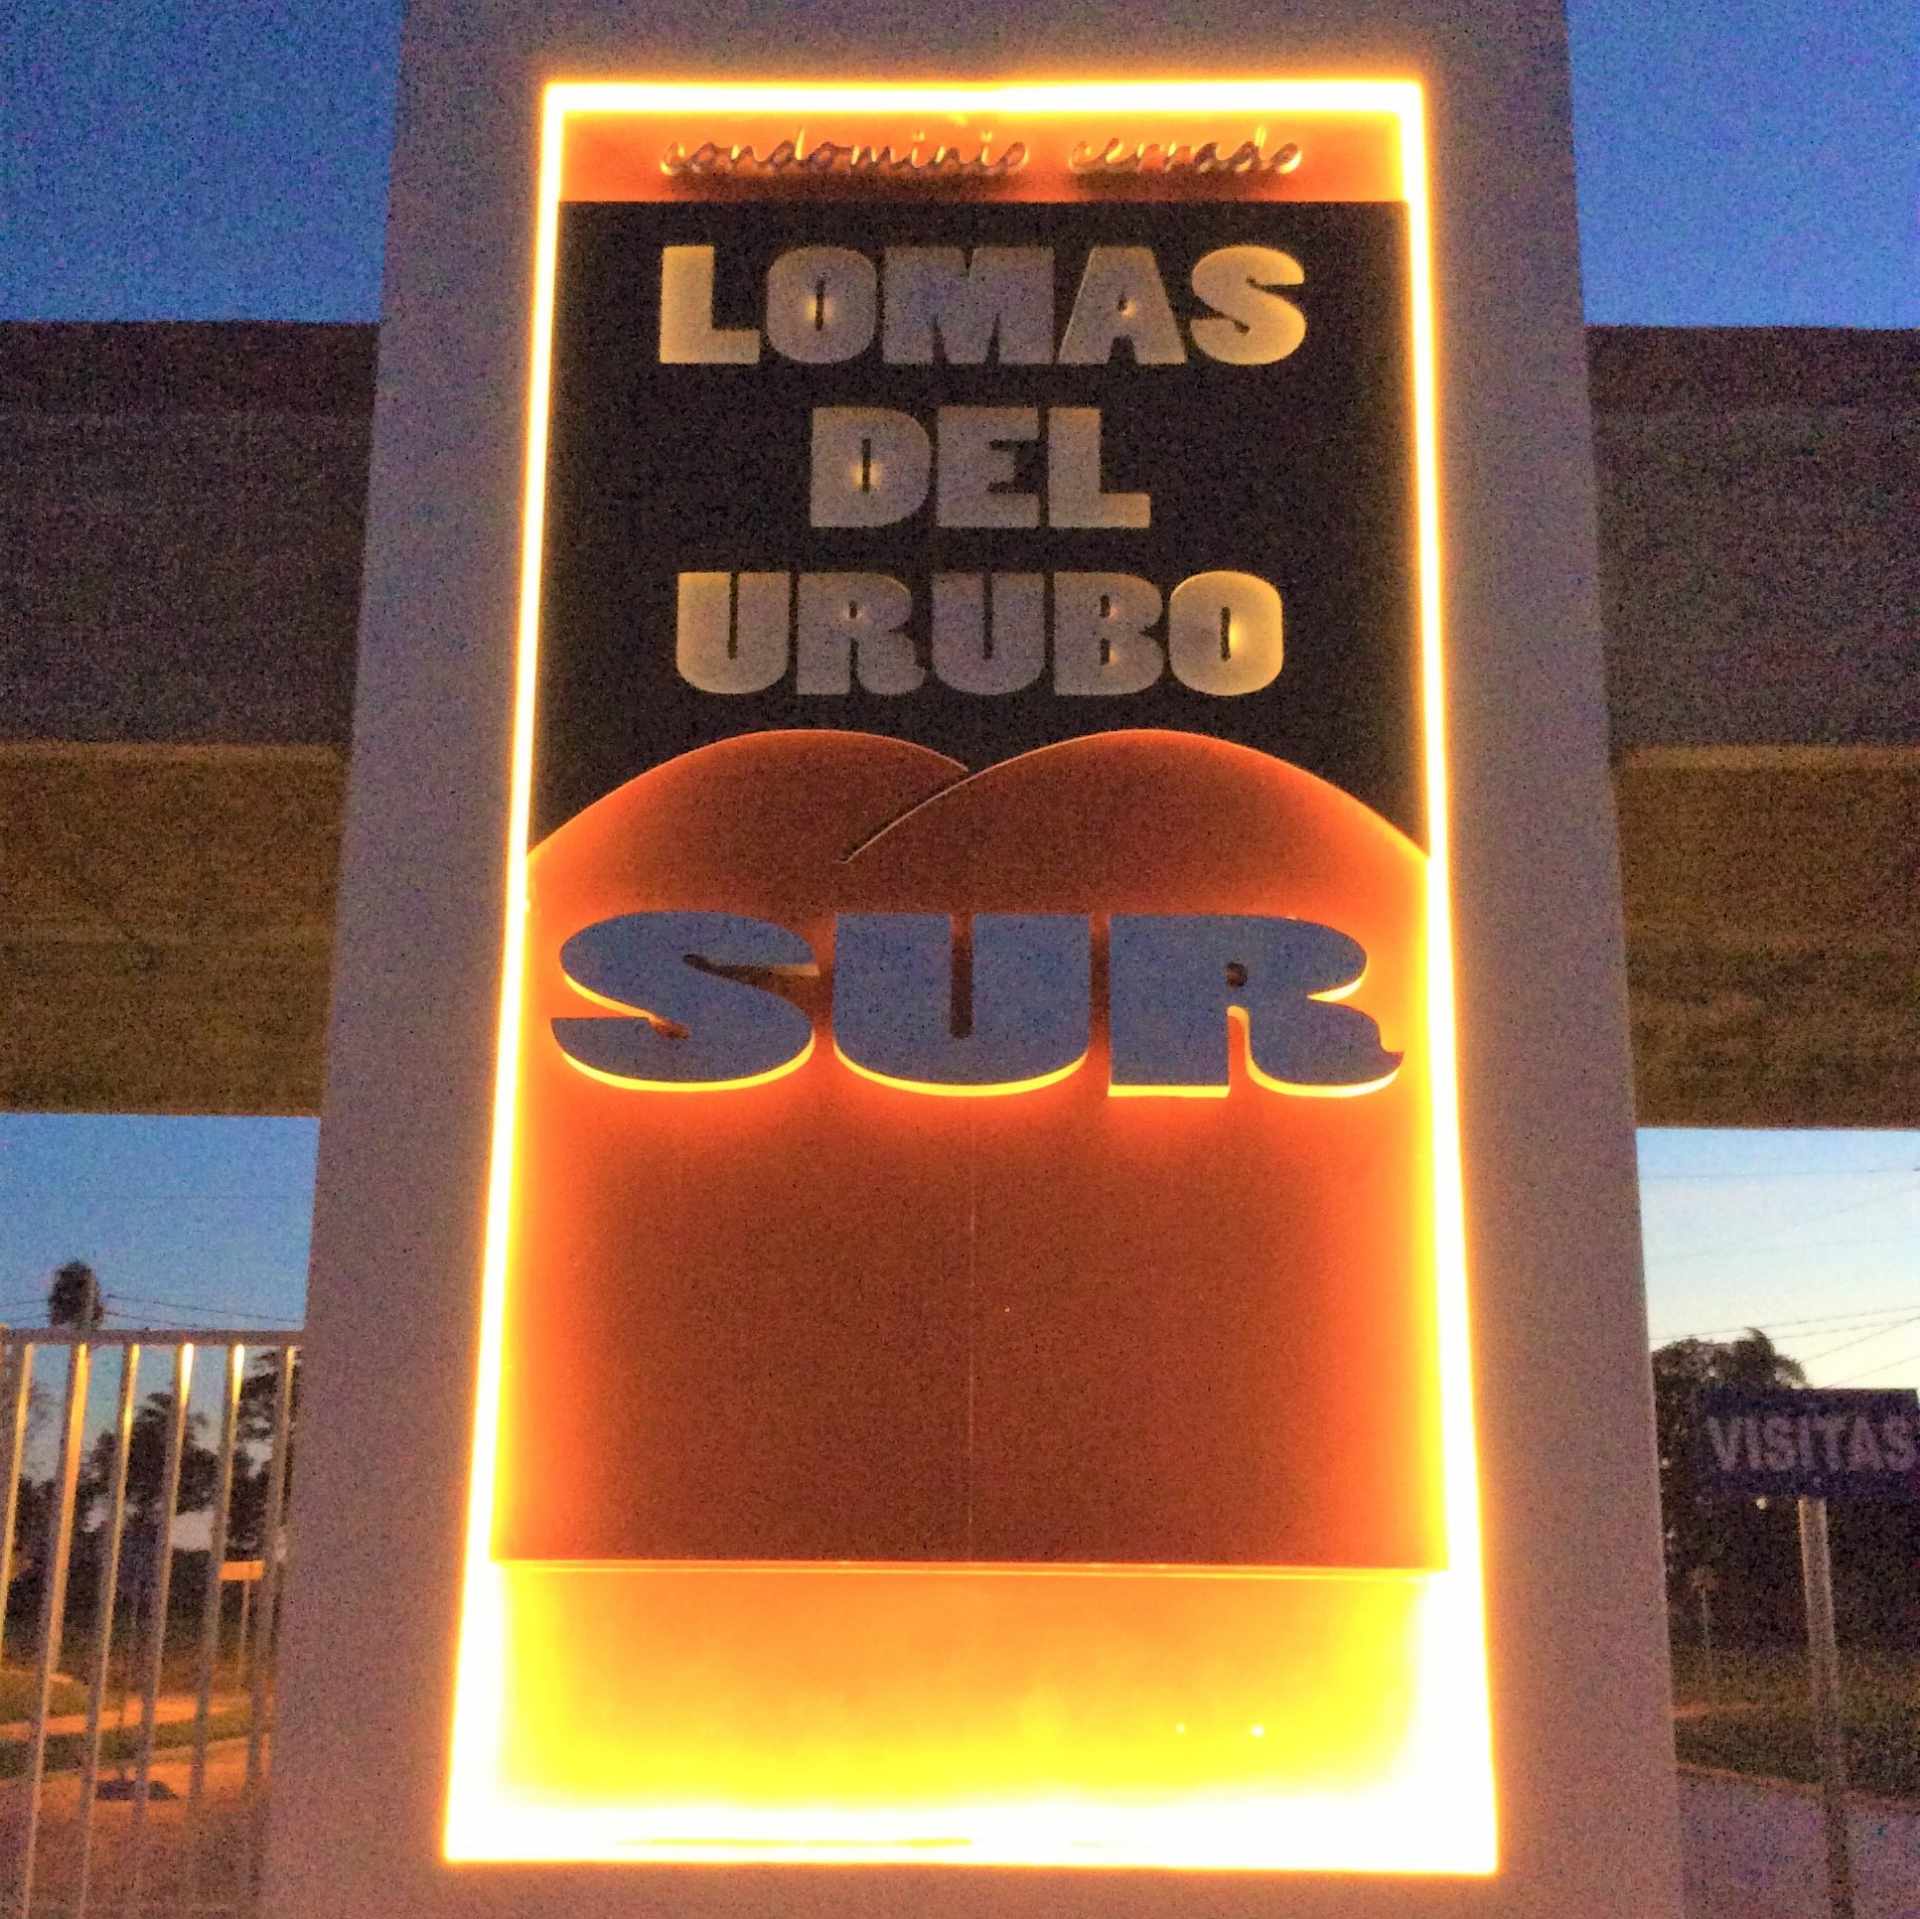 condominio cerrado
LOMAS
DEL
URUBO
SUR
VISITAS